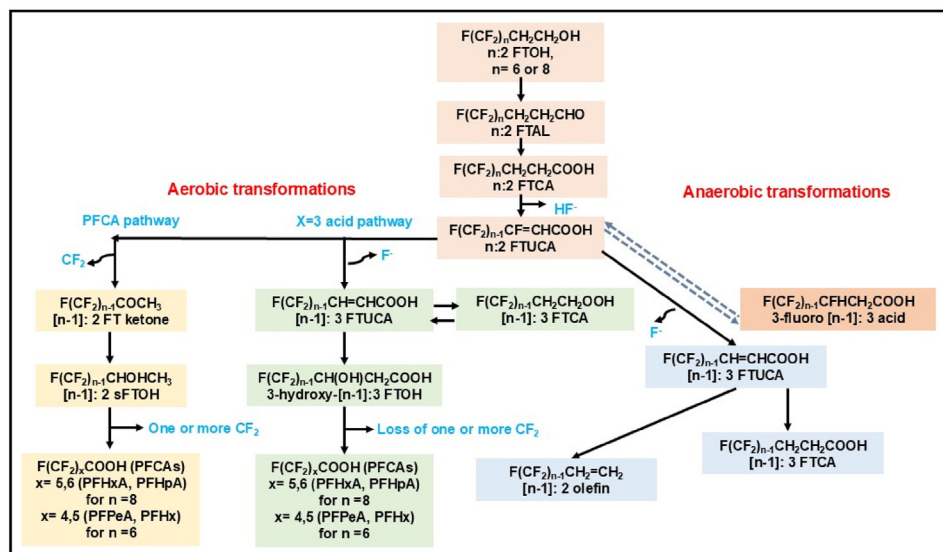 F(CF₂)ₙCH₂CH₂OH
n:2 FTOH,
n= 6 or 8
F(CF₂)ₙCH₂CH₂CHO
n:2 FTAL
F(CF₂)ₙCH₂CH₂COOH
n:2 FTCA
Aerobic transformations
Anaerobic transformations
HF⁻
PFCA pathway
X=3 acid pathway
F(CF₂)ₙ₋₁CF=CHCOOH
n:2 FTUCA
CF₂
F⁻
F(CF₂)ₙ₋₁COCH₃
[n-1]: 2 FT ketone
F(CF₂)ₙ₋₁CH=CHCOOH
[n-1]: 3 FTUCA
F(CF₂)ₙ₋₁CH₂CH₂OOH
[n-1]: 3 FTCA
F(CF₂)ₙ₋₁CFHCH₂COOH
3-fluoro [n-1]: 3 acid
F⁻
F(CF₂)ₙ₋₁CH=CHCOOH
[n-1]: 3 FTUCA
F(CF₂)ₙ₋₁CHOHCH₃
[n-1]: 2 sFTOH
F(CF₂)ₙ₋₁CH(OH)CH₂COOH
3-hydroxy-[n-1]:3 FTOH
One or more CF₂
Loss of one or more CF₂
F(CF₂)ₙ₋₁CH₂CH₂COOH
[n-1]: 3 FTCA
F(CF₂)ₙ₋₁CH₂=CH₂
[n-1]: 2 olefin
F(CF₂)ₓCOOH (PFCAs)
x= 5,6 (PFHxA, PFHpA)
for n =8
x= 4,5 (PFPeA, PFHx)
for n=6
F(CF₂)ₓCOOH (PFCAs)
x= 5,6 (PFHxA, PFHpA)
for n=8
x= 4,5 (PFPeA, PFHx)
for n=6